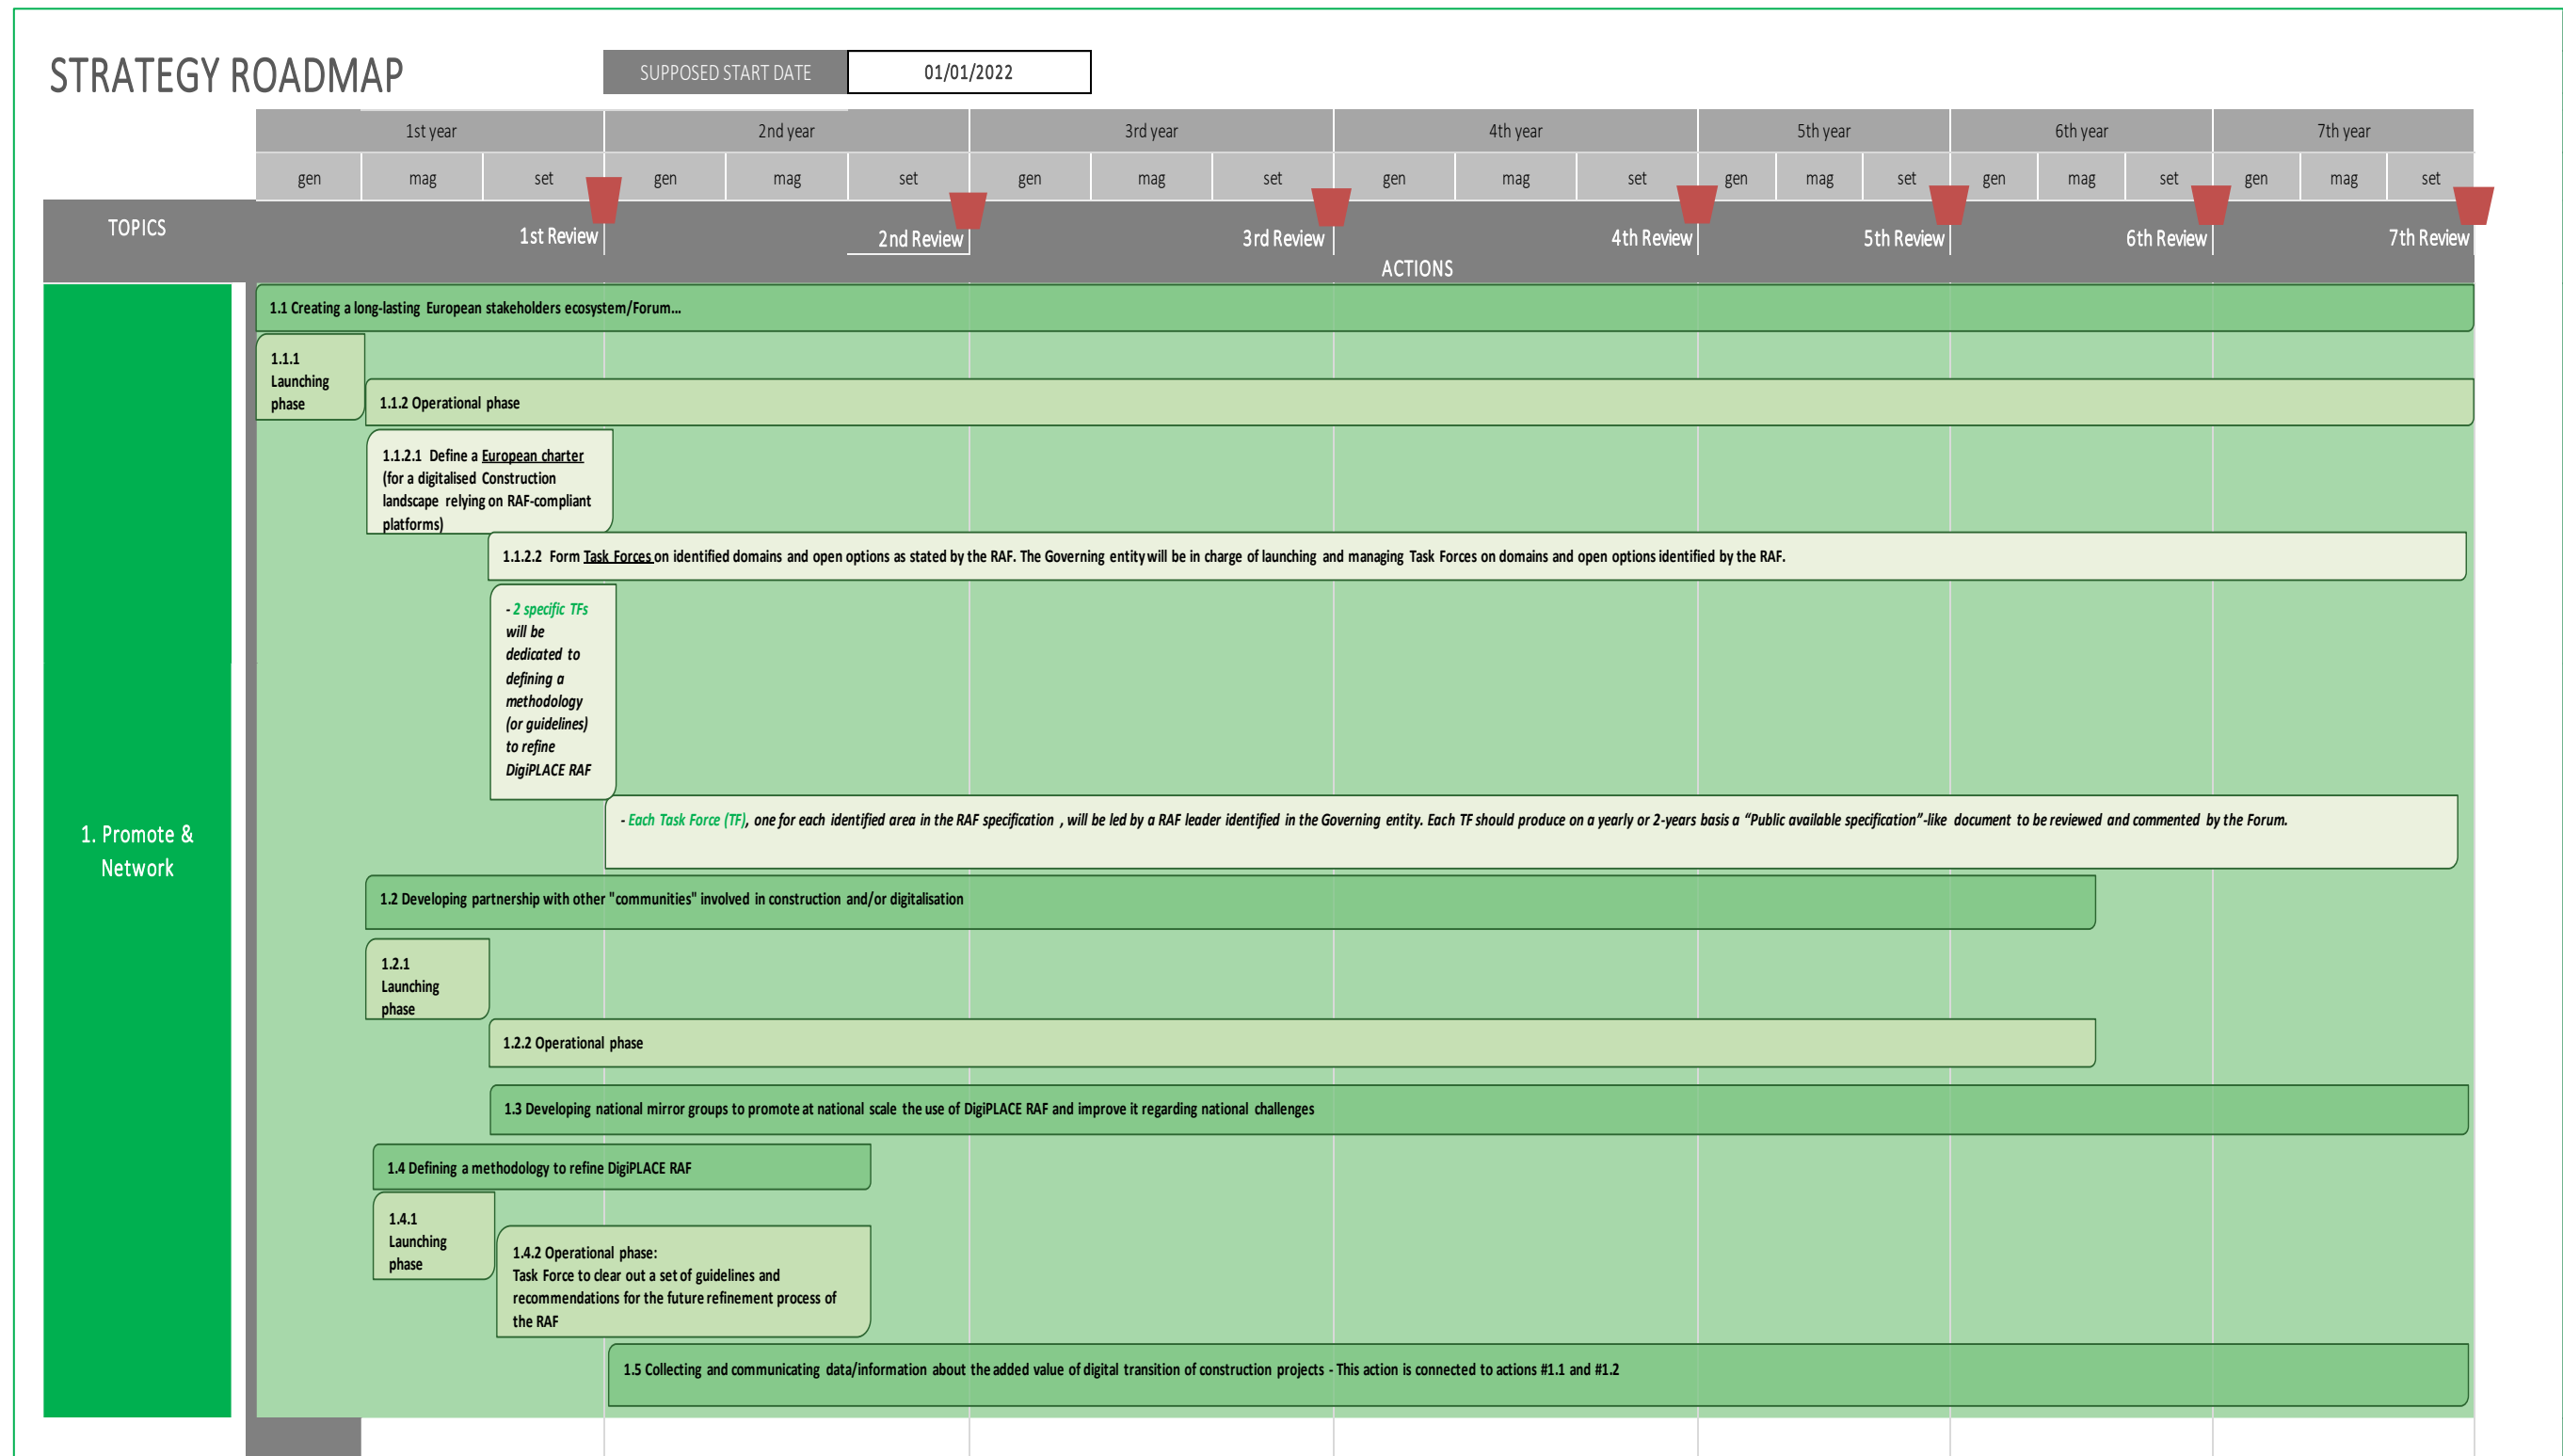 STRATEGY ROADMAP
SUPPOSED START DATE 01/01/2022
1st year 2nd year 3rd year 4th year 5th year 6th year 7th year
gen mag set gen mag set gen mag set gen mag set gen mag set gen mag set gen mag set
TOPICS
1st Review 2nd Review 3rd Review 4th Review 5th Review 6th Review 7th Review
ACTIONS
1. Promote &
Network
1.1 Creating a long-lasting European stakeholders ecosystem/Forum...
1.1.1
Launching
phase
1.1.2 Operational phase
1.1.2.1 Define a European charter
(for a digitalised Construction
landscape relying on RAF-compliant
platforms)
1.1.2.2 Form Task Forces on identified domains and open options as stated by the RAF. The Governing entity will be in charge of launching and managing Task Forces on domains and open options identified by the RAF.
- 2 specific TFs
will be
dedicated to
defining a
methodology
(or guidelines)
to refine
DigiPLACE RAF
- Each Task Force (TF), one for each identified area in the RAF specification , will be led by a RAF leader identified in the Governing entity. Each TF should produce on a yearly or 2-years basis a “Public available specification”-like document to be reviewed and commented by the Forum.
1.2 Developing partnership with other "communities" involved in construction and/or digitalisation
1.2.1
Launching
phase
1.2.2 Operational phase
1.3 Developing national mirror groups to promote at national scale the use of DigiPLACE RAF and improve it regarding national challenges
1.4 Defining a methodology to refine DigiPLACE RAF
1.4.1
Launching
phase
1.4.2 Operational phase:
Task Force to clear out a set of guidelines and
recommendations for the future refinement process of
the RAF
1.5 Collecting and communicating data/information about the added value of digital transition of construction projects - This action is connected to actions #1.1 and #1.2